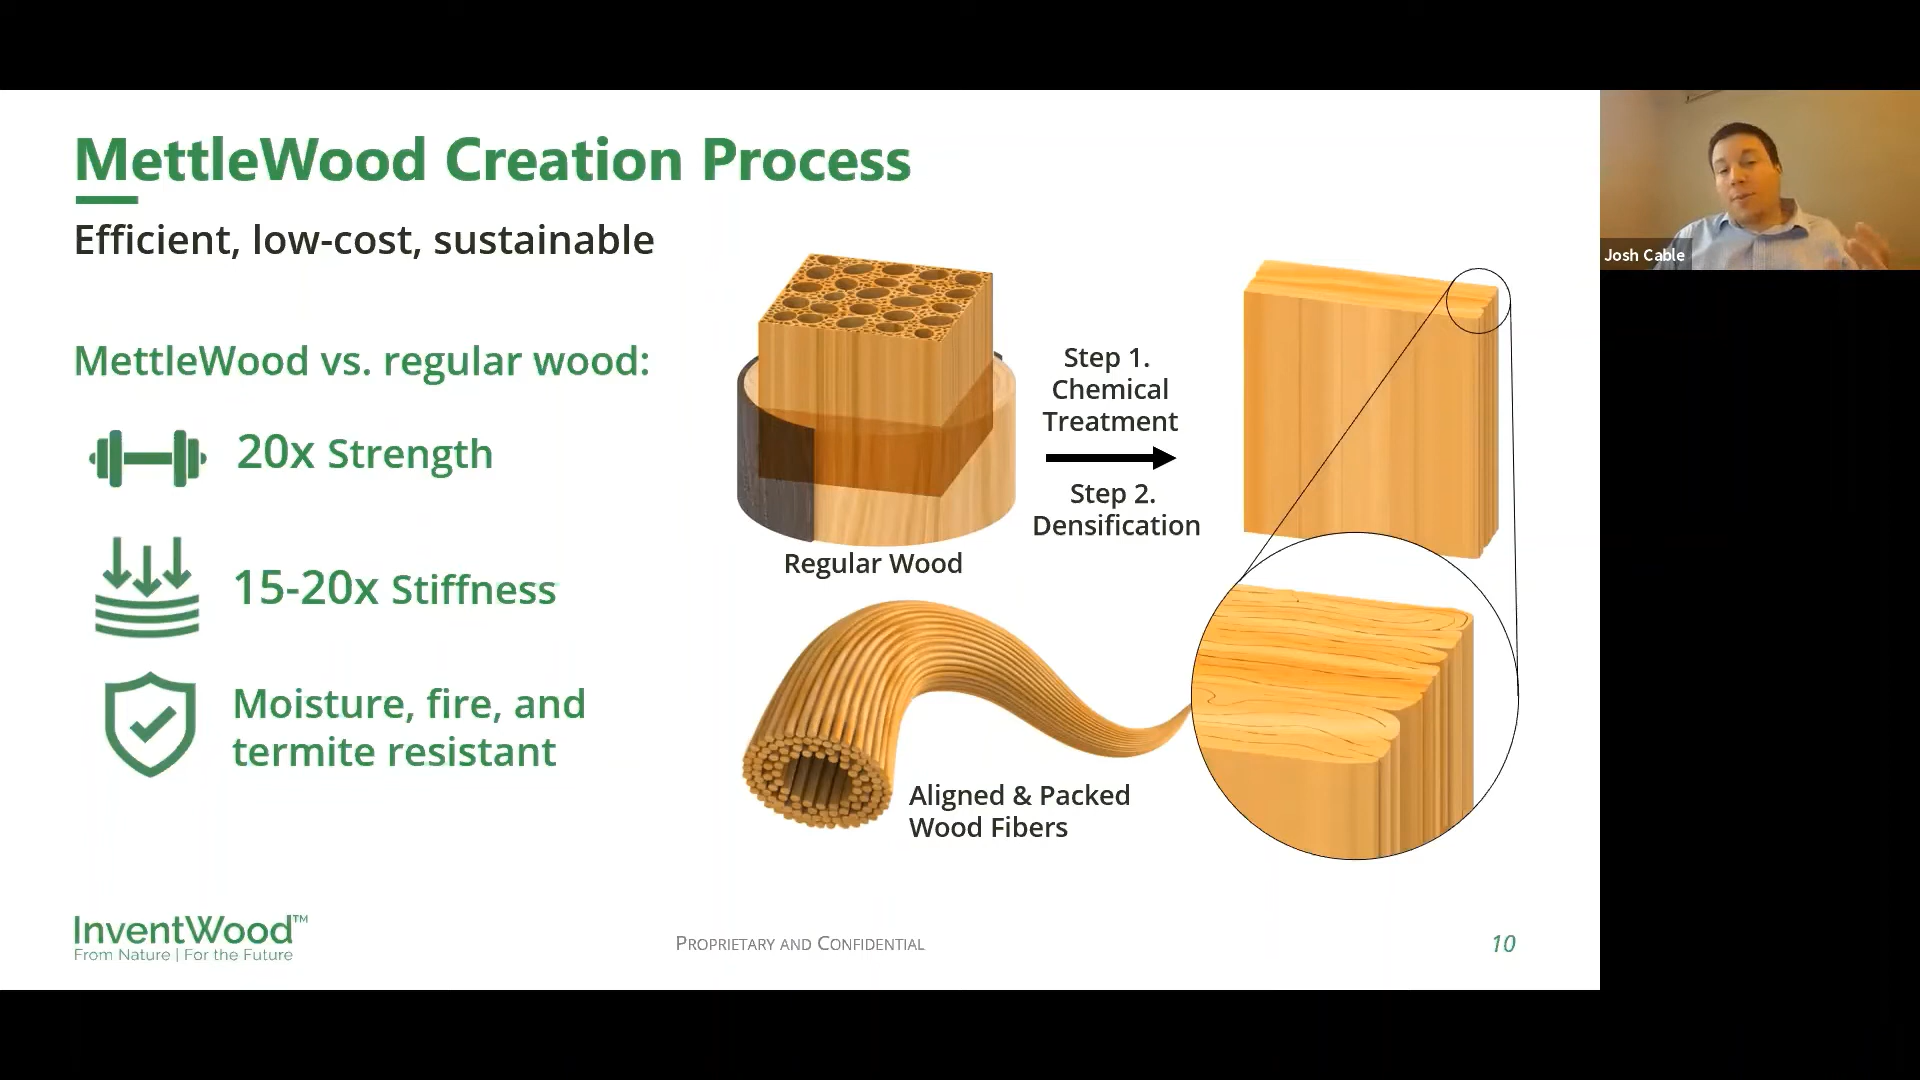 MettleWood Creation Process
Efficient, low-cost, sustainable
MettleWood vs. regular wood:
20x Strength
15-20x Stiffness
Moisture, fire, and
termite resistant
Regular Wood
Step 1.
Chemical
Treatment
Step 2.
Densification
Aligned & Packed
Wood Fibers
InventWood™
From Nature | For the Future
PROPRIETARY AND CONFIDENTIAL
10
Josh Cable